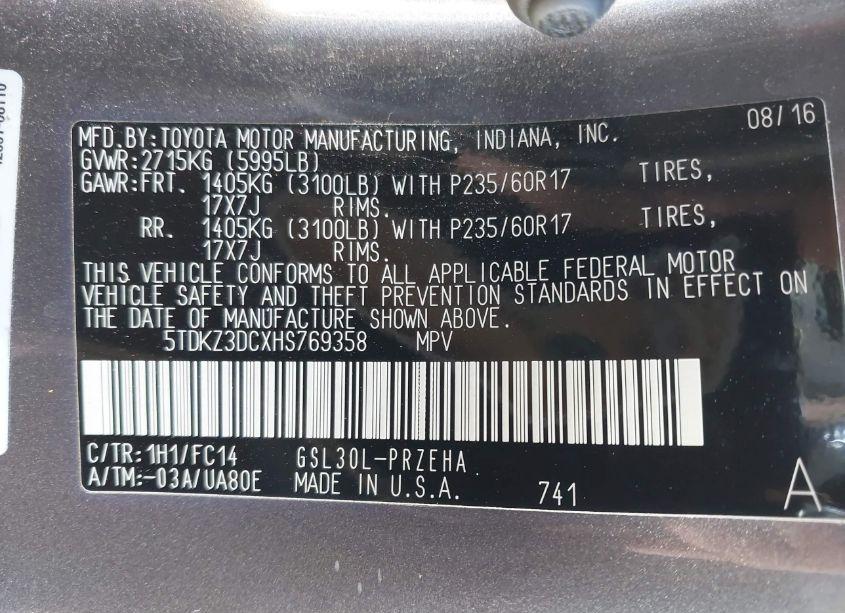 08/16
MFD.BY:TOYOTA MOTOR MANUFACTURING, INDIANA, INC.
GVWR:2715KG (5995LB)
GAWR:FRT. 1405KG (3100LB) WITH P235/60R17 TIRES,
17X7J RIMS.
RR. 1405KG (3100LB) WITH P235/60R17 TIRES,
17X7J RIMS.
THIS VEHICLE CONFORMS TO ALL APPLICABLE FEDERAL MOTOR
VEHICLE SAFETY AND THEFT PREVENTION STANDARDS IN EFFECT ON
THE DATE OF MANUFACTURE SHOWN ABOVE.
5TDKZ3DCXHS769358 MPV
C/TR:1H1/FC14 GSL30L-PRZEHA
A/TM:-03A/UA80E MADE IN U.S.A. 741 A